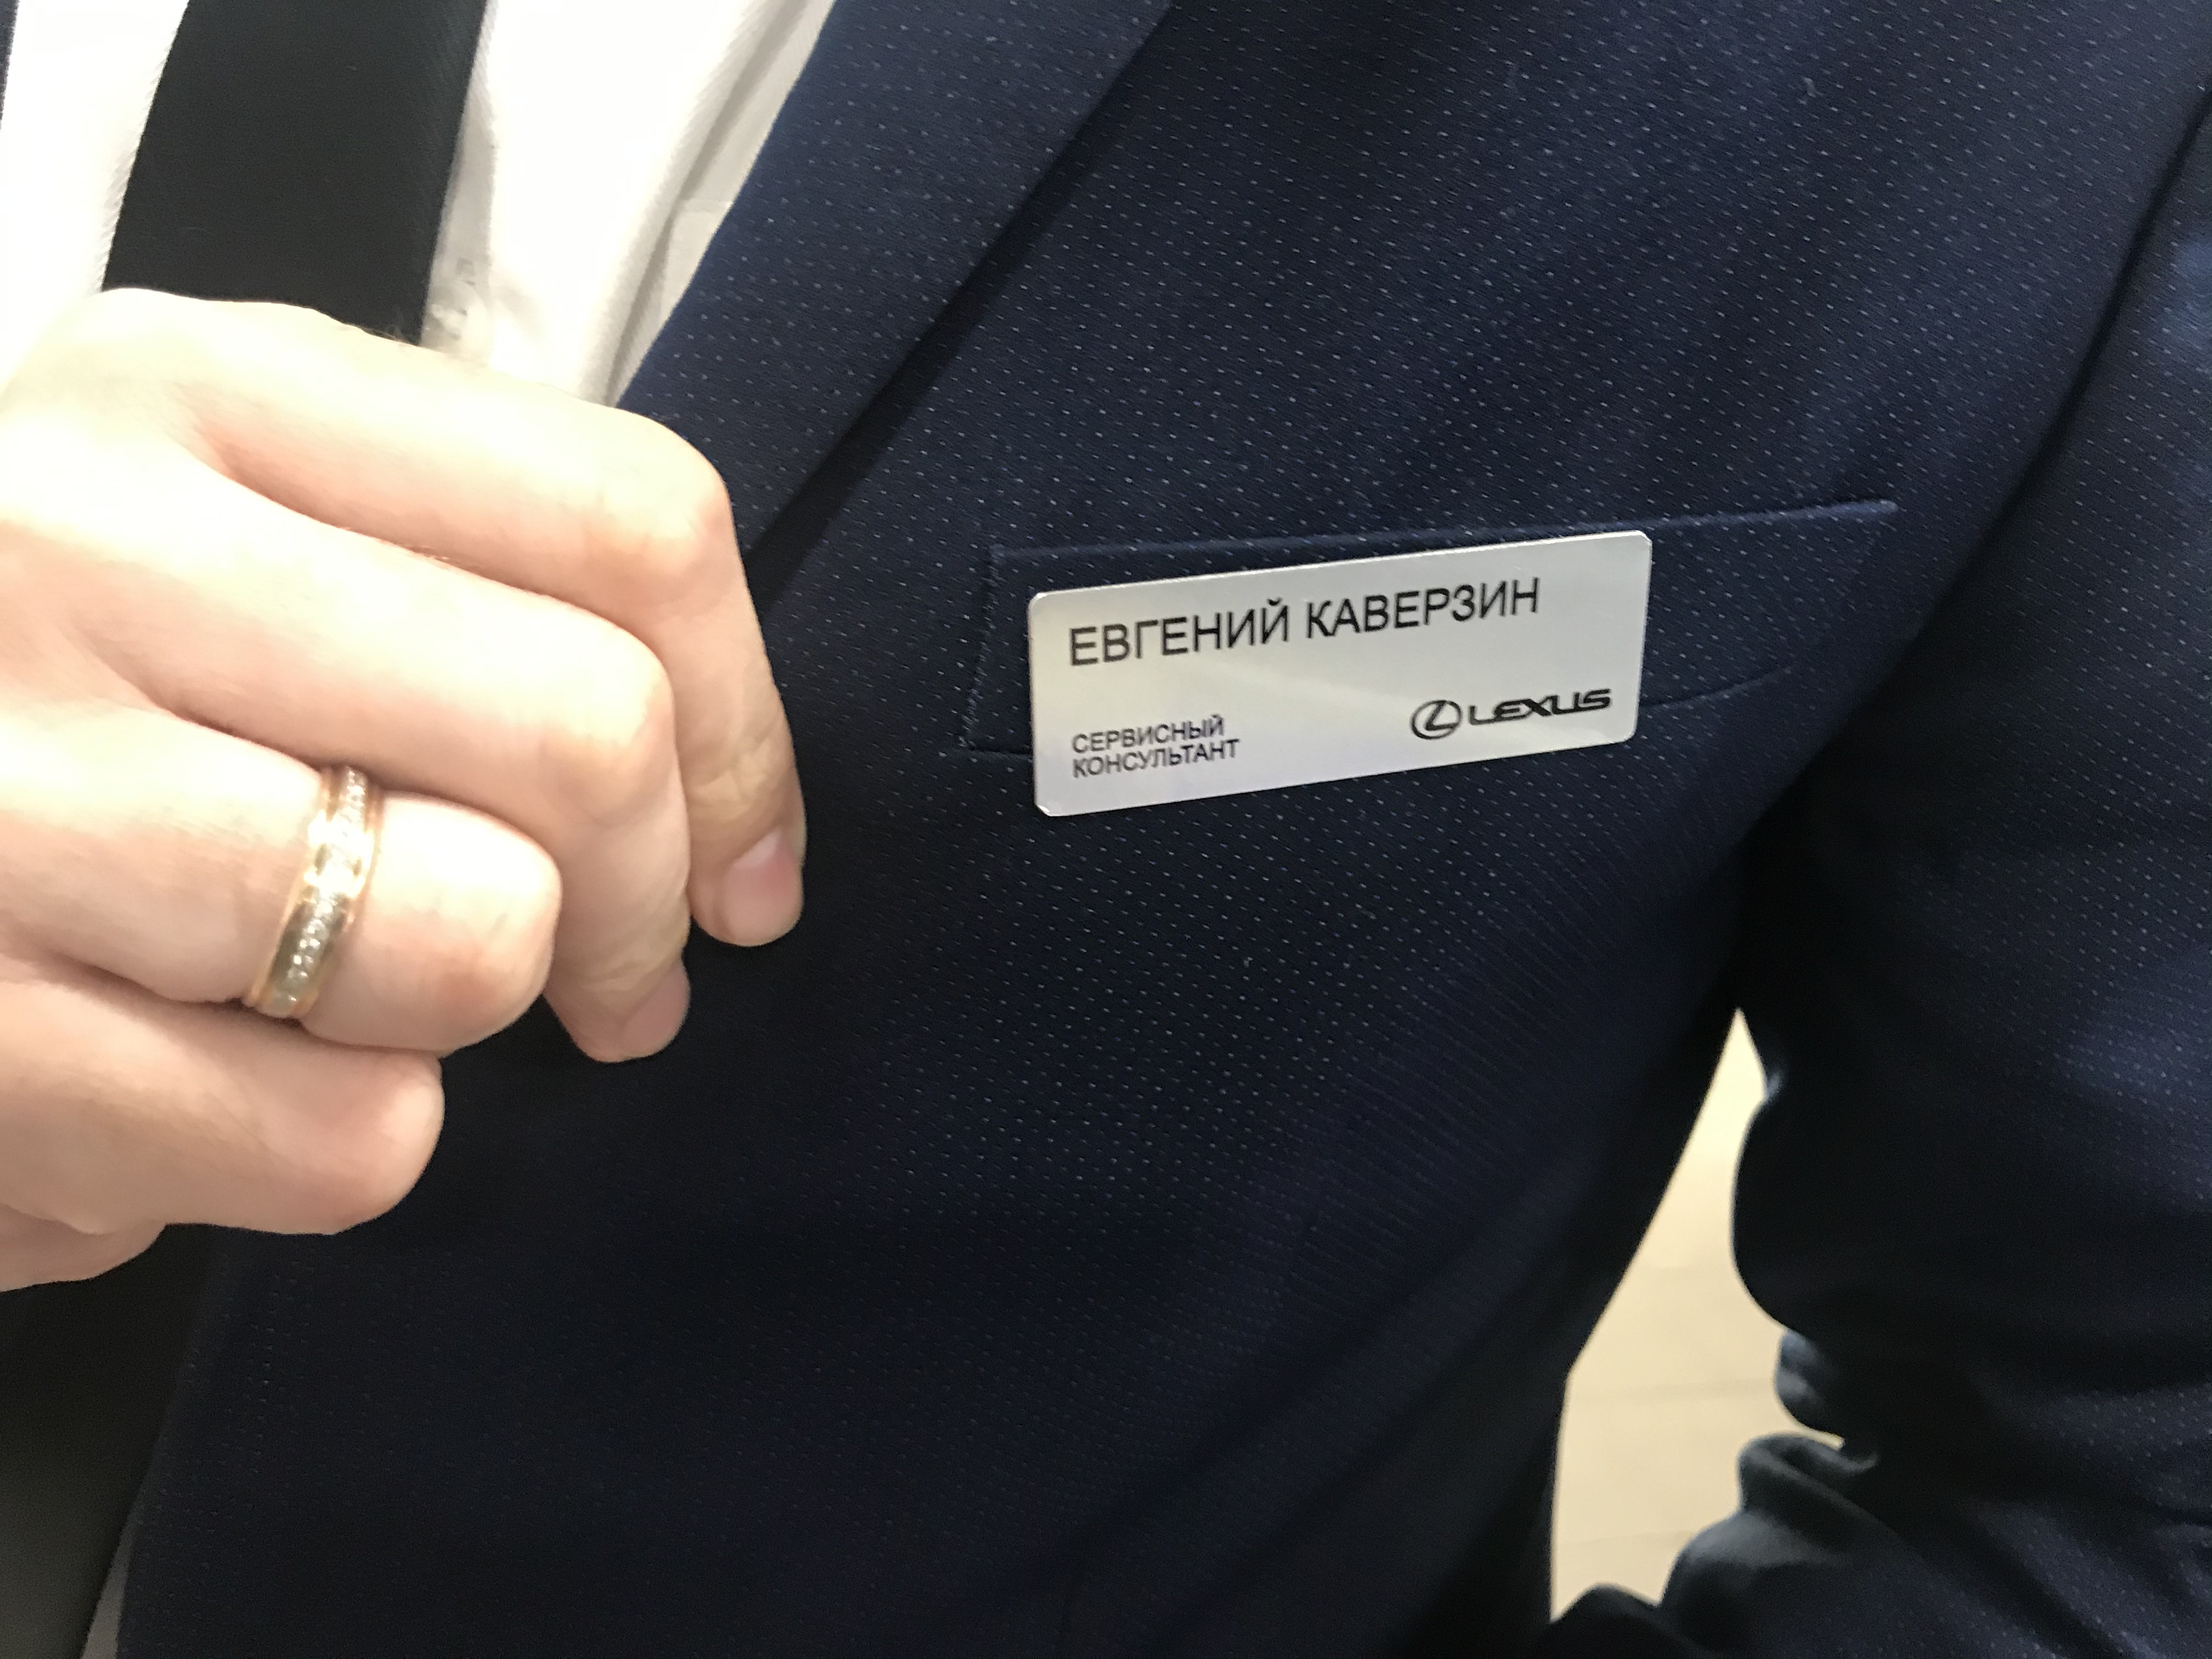 ЕВГЕНИЙ КАВЕРЗИН
СЕРВИСНЫЙ
КОНСУЛЬТАНТ
LEXUS